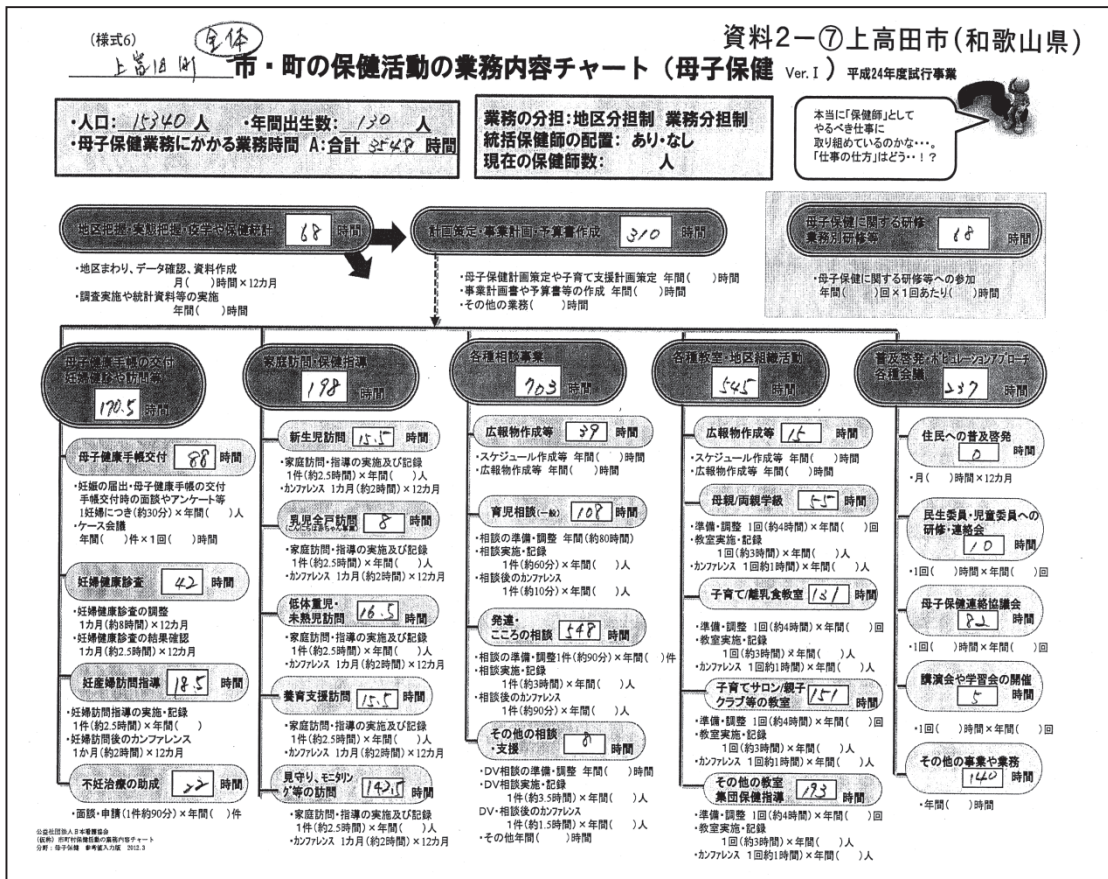 (様式6) 全体
資料2ー⑦上高田市(和歌山県)
上富田町 市・町の保健活動の業務内容チャート(母子保健 Ver.Ⅰ) 平成24年度試行事業
・人口: 15340 人 ・年間出生数: 130 人
・母子保健業務にかかる業務時間 A:合計 3548 時間
業務の分担:地区分担制 業務分担制
統括保健師の配置: あり・なし
現在の保健師数: 人
本当に「保健師」として
やるべき仕事に
取り組めているのかな・・・。
「仕事の仕方」はどう・・!?
地区把握・実態把握・疫学や保健統計 68 時間
・地区まわり、データ確認、資料作成
月( )時間×12カ月
・調査実施や統計資料等の実施
年間( )時間
計画策定・事業計画・予算書作成 310 時間
・母子保健計画策定や子育て支援計画策定 年間( )時間
・事業計画書や予算書等の作成 年間( )時間
・その他の業務( )時間
母子保健に関する研修
業務別研修等 68 時間
・母子保健に関する研修等への参加
年間( )回×1回あたり( )時間
母子健康手帳の交付
妊婦健診や訪問等
170.5 時間
母子健康手帳交付 88 時間
・妊娠の届出・母子健康手帳の交付
手帳交付時の面談やアンケート等
1妊婦につき(約30分)×年間( )人
・ケース会議
年間( )件×1回( )時間
妊婦健康診査 42 時間
・妊婦健康診査の調整
1カ月(約8時間)×12カ月
・妊婦健康診査の結果確認
1カ月(約2.5時間)×12カ月
妊産婦訪問指導 18.5 時間
・妊婦訪問指導の実施・記録
1件(約2.5時間)×年間( )
・妊婦訪問後のカンファレンス
1か月(約2時間)×12カ月
不妊治療の助成 22 時間
・面談・申請(1件約90分)×年間( )件
家庭訪問・保健指導
198 時間
新生児訪問 15.5 時間
・家庭訪問・指導の実施及び記録
1件(約2.5時間)×年間( )人
・カンファレンス 1カ月(約2時間)×12カ月
乳児全戸訪問 8 時間
(こんにちは赤ちゃん事業)
・家庭訪問・指導の実施及び記録
1件(約2.5時間)×年間( )人
・カンファレンス 1カ月(約2時間)×12カ月
低体重児・
未熟児訪問 16.5 時間
・家庭訪問・指導の実施及び記録
1件(約2.5時間)×年間( )人
・カンファレンス 1カ月(約2時間)×12カ月
養育支援訪問 15.5 時間
・家庭訪問・指導の実施及び記録
1件(約2.5時間)×年間( )人
・カンファレンス 1カ月(約2時間)×12カ月
見守り、モニタリン
グ等の訪問 142.5 時間
・家庭訪問・指導の実施及び記録
1件(約2.5時間)×年間( )人
・カンファレンス 1カ月(約2時間)×12カ月
各種相談事業
703 時間
広報物作成等 39 時間
・スケジュール作成等 年間( )時間
・広報物作成等 年間( )時間
育児相談(一般) 108 時間
・相談の準備・調整 年間(約80時間)
・相談実施・記録
1件(約60分)×年間( )人
・相談後のカンファレンス
1件(約10分)×年間( )人
発達・
こころの相談 548 時間
・相談の準備・調整1件(約90分)×年間( )件
・相談実施・記録
1件(約3時間)×年間( )人
・相談後のカンファレンス
1件(約90分)×年間( )人
その他の相談
・支援 8 時間
・DV相談の準備・調整 年間( )時間
・DV相談実施・記録
1件(約3.5時間)×年間( )人
DV・相談後のカンファレンス
1件(約1.5時間)×年間( )人
・その他年間( )時間
各種教室・地区組織活動
545 時間
広報物作成等 15 時間
・スケジュール作成等 年間( )時間
・広報物作成等 年間( )時間
母親/両親学級 55 時間
・準備・調整 1回(約4時間)×年間( )回
・教室実施・記録
1回(約3時間)×年間( )人
・カンファレンス 1回約1時間)×年間( )人
子育て/離乳食教室 131 時間
・準備・調整 1回(約4時間)×年間( )回
・教室実施・記録
1回(約3時間)×年間( )人
・カンファレンス 1回約1時間)×年間( )人
子育てサロン/親子
クラブ等の教室 151 時間
・準備・調整 1回(約4時間)×年間( )回
・教室実施・記録
1回(約3時間)×年間( )人
・カンファレンス 1回約1時間)×年間( )人
その他の教室
集団保健指導 193 時間
・準備・調整 1回(約4時間)×年間( )回
・教室実施・記録
1回(約3時間)×年間( )人
・カンファレンス 1回約1時間)×年間( )人
普及啓発・ポピュレーションアプローチ
各種会議
237 時間
住民への普及啓発
0 時間
・月( )時間×12カ月
民生委員・児童委員への
研修・連絡会
10 時間
・1回( )時間×年間( )回
母子保健連絡協議会
82 時間
・1回( )時間×年間( )回
講演会や学習会の開催
5 時間
・1回( )時間×年間( )回
その他の事業や業務
140 時間
・年間( )時間
公益社団法人日本看護協会
(仮称)市町村保健活動の業務内容チャート
分野:母子保健 参考値入力版 2012.3